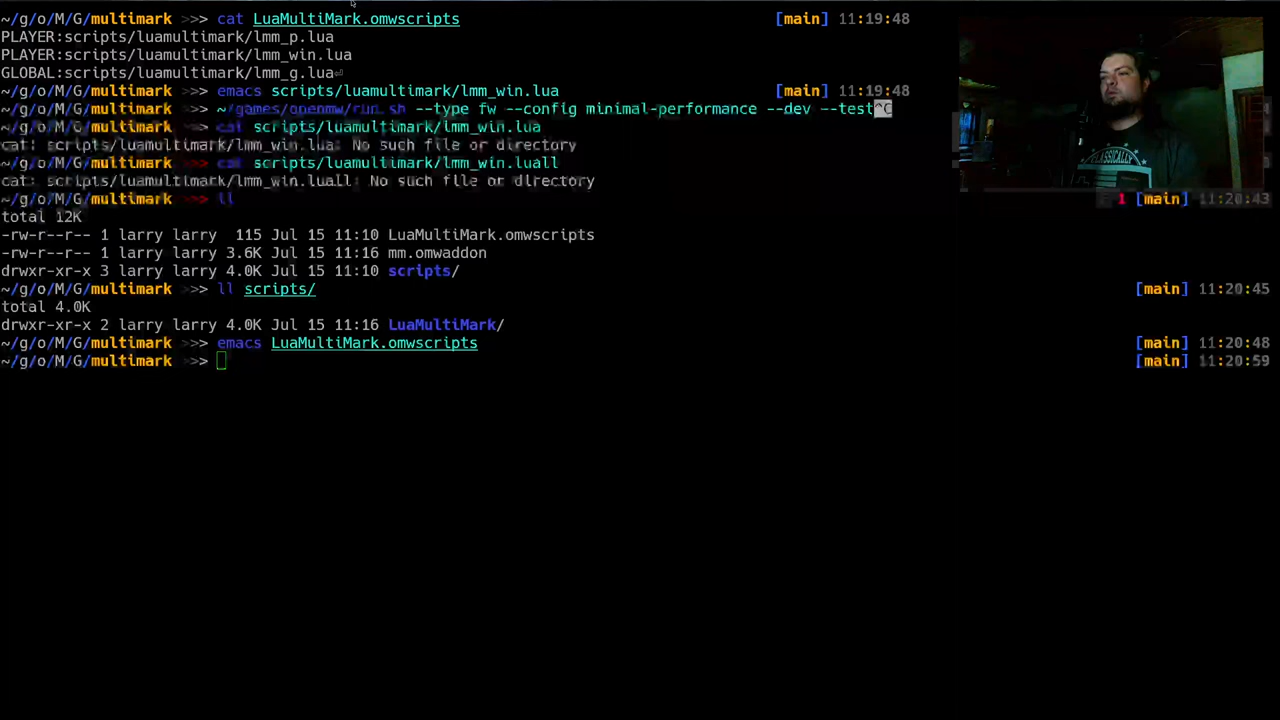 ~/g/o/M/G/multimark >>> cat LuaMultiMark.omwscripts [main] 11:19:48
PLAYER:scripts/luamultimark/lmm_p.lua
PLAYER:scripts/luamultimark/lmm_win.lua
GLOBAL:scripts/luamultimark/lmm_g.lua⏎
~/g/o/M/G/multimark >>> emacs scripts/luamultimark/lmm_win.lua [main] 11:19:48
~/g/o/M/G/multimark >>> ~/games/openmw/run.sh --type fw --config minimal-performance --dev --test^C
~/g/o/M/G/multimark >>> cat scripts/luamultimark/lmm_win.lua
cat: scripts/luamultimark/lmm_win.lua: No such file or directory
~/g/o/M/G/multimark >>> cat scripts/luamultimark/lmm_win.luall
cat: scripts/luamultimark/lmm_win.luall: No such file or directory
~/g/o/M/G/multimark >>> ll 1 [main] 11:20:43
total 12K
-rw-r--r-- 1 larry larry  115 Jul 15 11:10 LuaMultiMark.omwscripts
-rw-r--r-- 1 larry larry 3.6K Jul 15 11:16 mm.omwaddon
drwxr-xr-x 3 larry larry 4.0K Jul 15 11:10 scripts/
~/g/o/M/G/multimark >>> ll scripts/ [main] 11:20:45
total 4.0K
drwxr-xr-x 2 larry larry 4.0K Jul 15 11:16 LuaMultiMark/
~/g/o/M/G/multimark >>> emacs LuaMultiMark.omwscripts [main] 11:20:48
~/g/o/M/G/multimark >>> [main] 11:20:59
CLASSICALLY